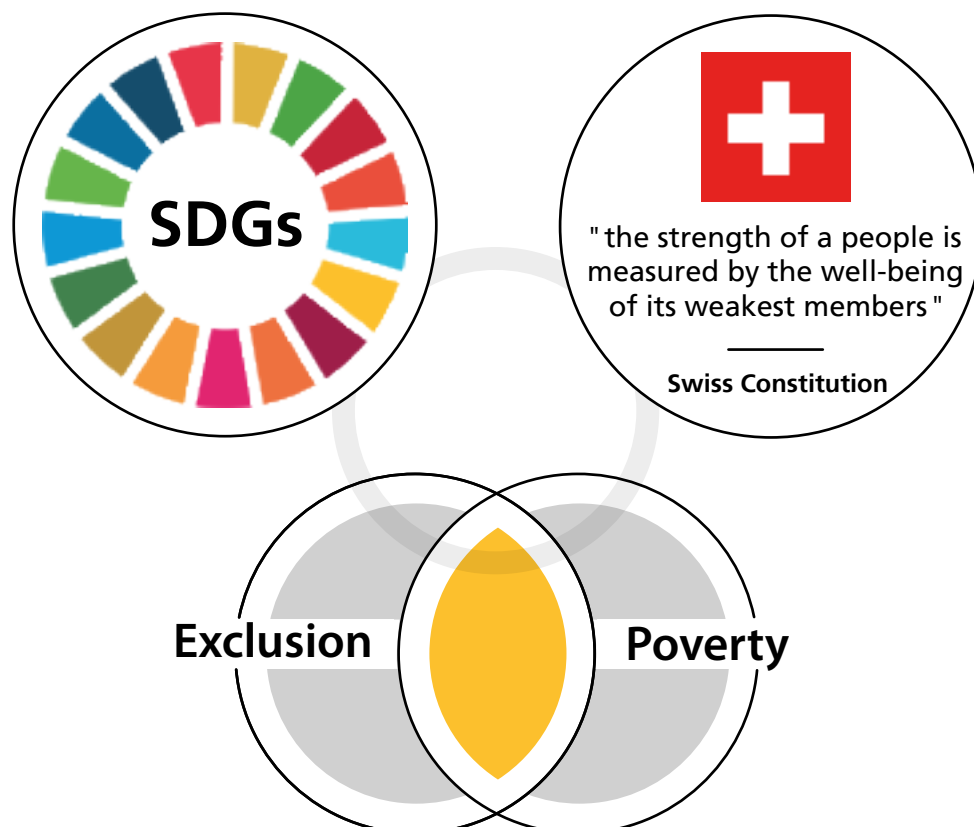 SDGs
" the strength of a people is
measured by the well-being
of its weakest members "
Swiss Constitution
Exclusion
Poverty